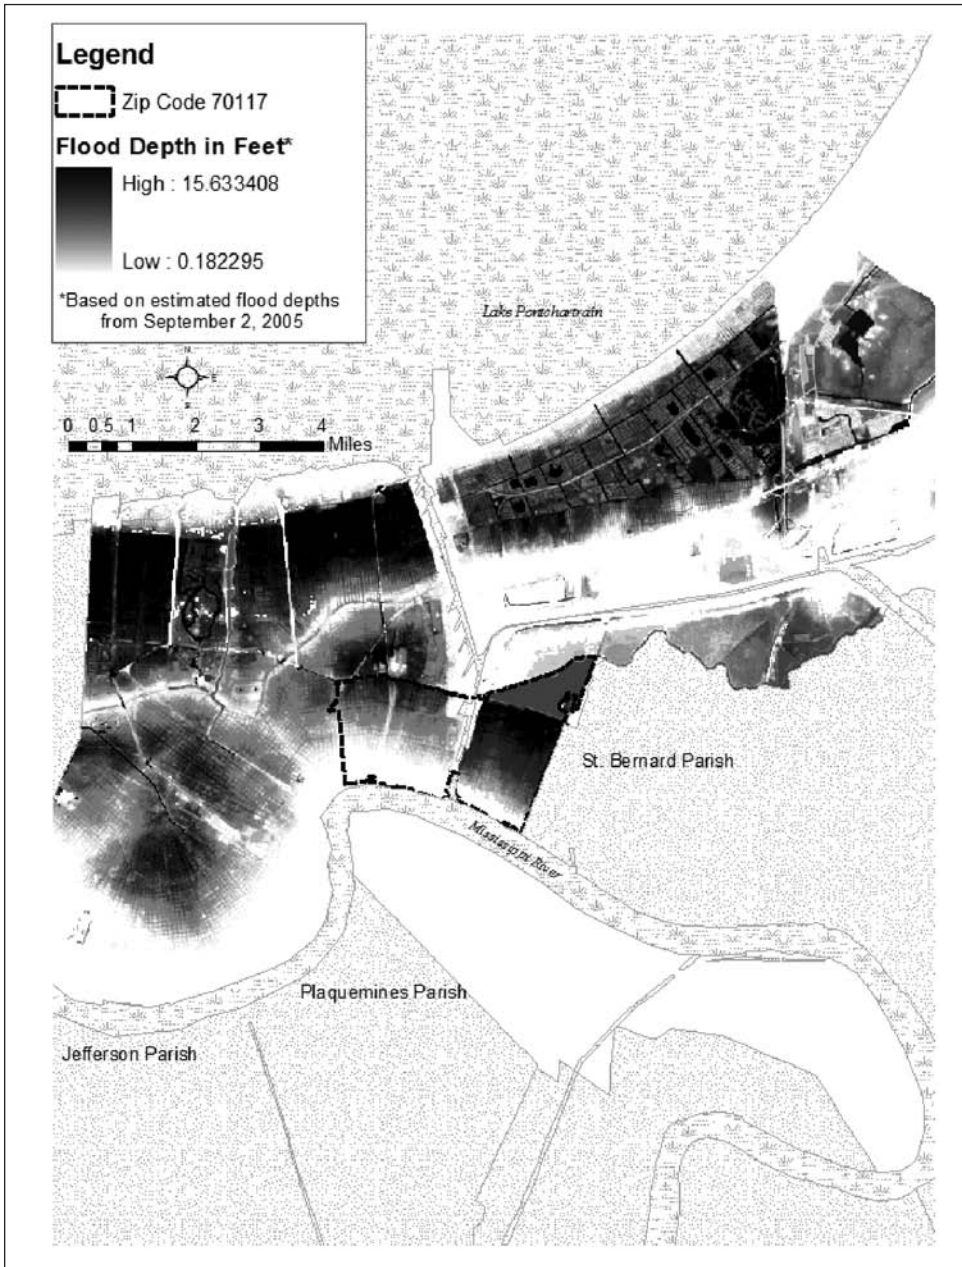 Legend
Zip Code 70117
Flood Depth in Feet*
High : 15.633408
Low : 0.182295
*Based on estimated flood depths
from September 2, 2005
Lake Pontchartrain
N
S
0 0.5 1 2 3 4
Miles
St. Bernard Parish
Mississippi River
Plaquemines Parish
Jefferson Parish